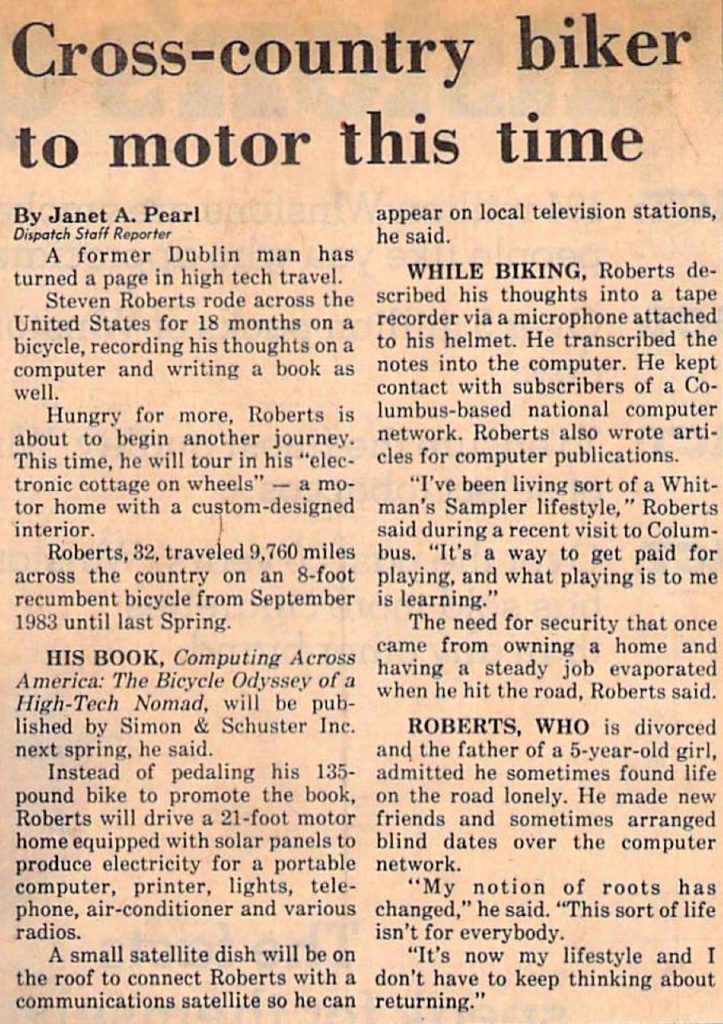 Cross-country biker
to motor this time
By Janet A. Pearl
Dispatch Staff Reporter
A former Dublin man has
turned a page in high tech travel.
Steven Roberts rode across the
United States for 18 months on a
bicycle, recording his thoughts on a
computer and writing a book as
well.
Hungry for more, Roberts is
about to begin another journey.
This time, he will tour in his “elec-
tronic cottage on wheels” — a mo-
tor home with a custom-designed
interior.
Roberts, 32, traveled 9,760 miles
across the country on an 8-foot
recumbent bicycle from September
1983 until last Spring.
HIS BOOK, Computing Across
America: The Bicycle Odyssey of a
High-Tech Nomad, will be pub-
lished by Simon & Schuster Inc.
next spring, he said.
Instead of pedaling his 135-
pound bike to promote the book,
Roberts will drive a 21-foot motor
home equipped with solar panels to
produce electricity for a portable
computer, printer, lights, tele-
phone, air-conditioner and various
radios.
A small satellite dish will be on
the roof to connect Roberts with a
communications satellite so he can
appear on local television stations,
he said.
WHILE BIKING, Roberts de-
scribed his thoughts into a tape
recorder via a microphone attached
to his helmet. He transcribed the
notes into the computer. He kept
contact with subscribers of a Co-
lumbus-based national computer
network. Roberts also wrote arti-
cles for computer publications.
“I’ve been living sort of a Whit-
man’s Sampler lifestyle,” Roberts
said during a recent visit to Colum-
bus. “It’s a way to get paid for
playing, and what playing is to me
is learning.”
The need for security that once
came from owning a home and
having a steady job evaporated
when he hit the road, Roberts said.
ROBERTS, WHO is divorced
and the father of a 5-year-old girl,
admitted he sometimes found life
on the road lonely. He made new
friends and sometimes arranged
blind dates over the computer
network.
“My notion of roots has
changed,” he said. “This sort of life
isn’t for everybody.
“It’s now my lifestyle and I
don’t have to keep thinking about
returning.”